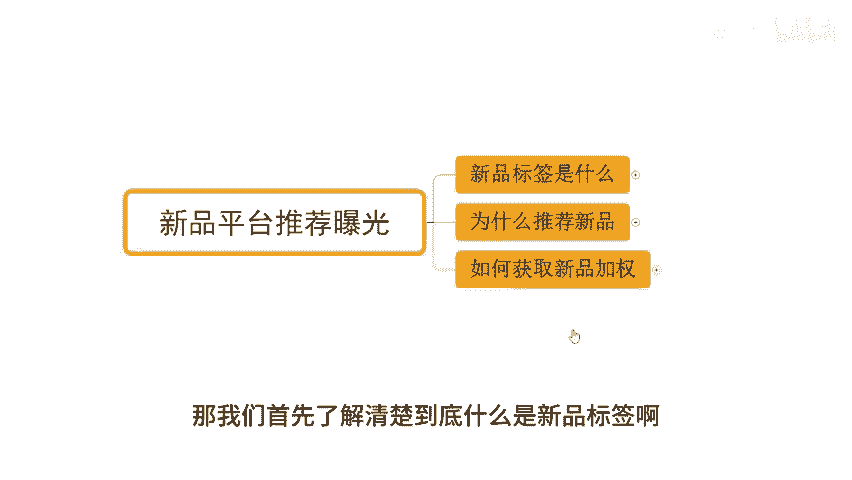 新品平台推荐曝光
新品标签是什么
为什么推荐新品
如何获取新品加权
那我们首先了解清楚到底什么是新品标签啊